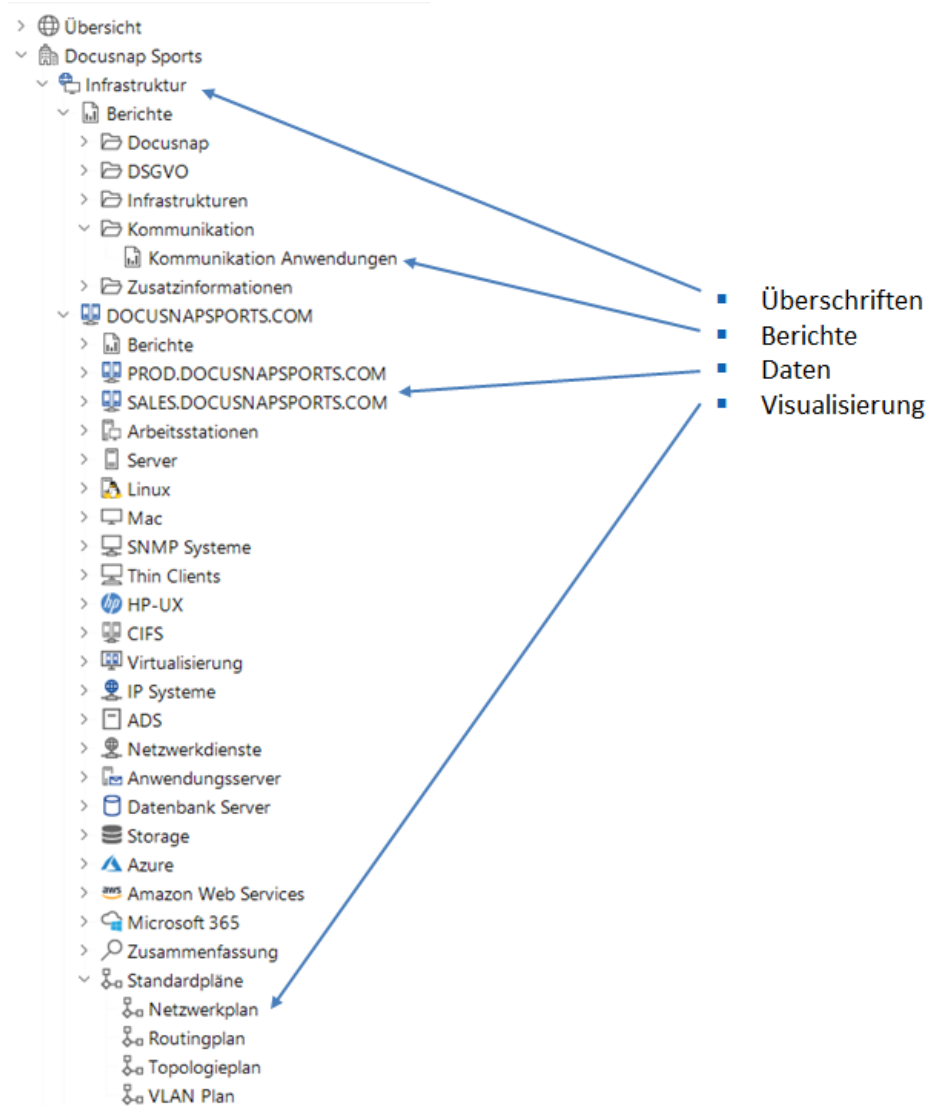 Übersicht
Docusnap Sports
Infrastruktur
Berichte
Docusnap
DSGVO
Infrastrukturen
Kommunikation
Kommunikation Anwendungen
Zusatzinformationen
DOCUSNAPSPORTS.COM
Berichte
PROD.DOCUSNAPSPORTS.COM
SALES.DOCUSNAPSPORTS.COM
Arbeitsstationen
Server
Linux
Mac
SNMP Systeme
Thin Clients
hp HP-UX
CIFS
Virtualisierung
IP Systeme
ADS
Netzwerkdienste
Anwendungsserver
Datenbank Server
Storage
Azure
aws Amazon Web Services
Microsoft 365
Zusammenfassung
Standardpläne
Netzwerkplan
Routingplan
Topologieplan
VLAN Plan
▪ Überschriften
▪ Berichte
▪ Daten
▪ Visualisierung